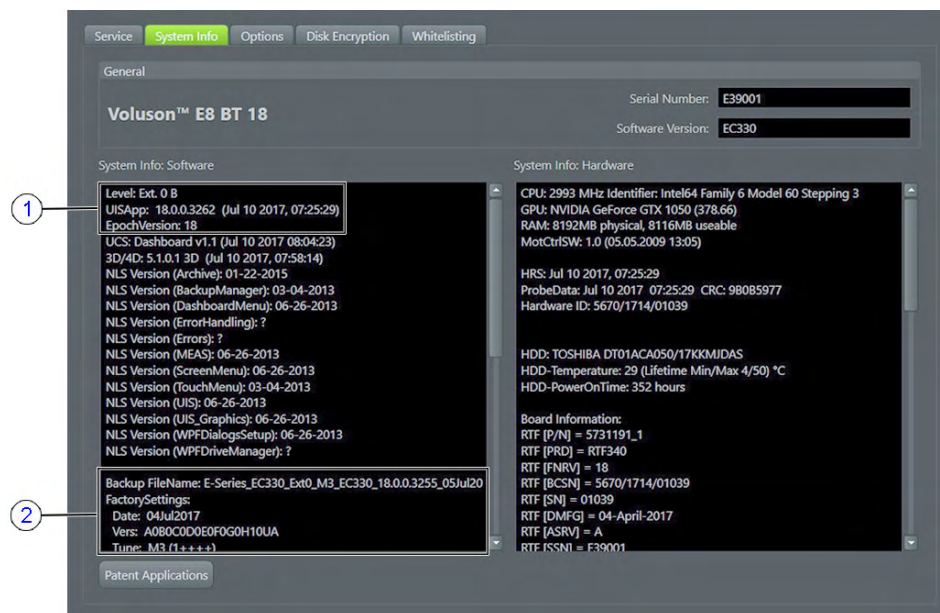 Service System Info Options Disk Encryption Whitelisting
General
Voluson™ E8 BT 18
Serial Number: E39001
Software Version: EC330
System Info: Software
1
Level: Ext. 0 B
UISApp: 18.0.0.3262 (Jul 10 2017, 07:25:29)
EpochVersion: 18
UCS: Dashboard v1.1 (Jul 10 2017 08:04:23)
3D/4D: 5.1.0.1 3D (Jul 10 2017, 07:58:14)
NLS Version (Archive): 01-22-2015
NLS Version (BackupManager): 03-04-2013
NLS Version (DashboardMenu): 06-26-2013
NLS Version (ErrorHandling): ?
NLS Version (Errors): ?
NLS Version (MEAS): 06-26-2013
NLS Version (ScreenMenu): 06-26-2013
NLS Version (TouchMenu): 03-04-2013
NLS Version (UIS): 06-26-2013
NLS Version (UIS_Graphics): 06-26-2013
NLS Version (WPFDialogsSetup): 06-26-2013
NLS Version (WPFDriveManager): ?
2
Backup FileName: E-Series_EC330_Ext0_M3_EC330_18.0.0.3255_05Jul20
FactorySettings:
Date: 04Jul2017
Vers: A0B0C0D0E0F0G0H10UA
Tune: M3 (1++++)
System Info: Hardware
CPU: 2993 MHz Identifier: Intel64 Family 6 Model 60 Stepping 3
GPU: NVIDIA GeForce GTX 1050 (378.66)
RAM: 8192MB physical, 8116MB useable
MotCtrlSW: 1.0 (05.05.2009 13:05)
HRS: Jul 10 2017, 07:25:29
ProbeData: Jul 10 2017 07:25:29 CRC: 9B0B5977
Hardware ID: 5670/1714/01039
HDD: TOSHIBA DT01ACA050/17KKMJDAS
HDD-Temperature: 29 (Lifetime Min/Max 4/50) °C
HDD-PowerOnTime: 352 hours
Board Information:
RTF [P/N] = 5731191_1
RTF [PRD] = RTF340
RTF [FNRV] = 18
RTF [BCSN] = 5670/1714/01039
RTF [SN] = 01039
RTF [DMFG] = 04-April-2017
RTF [ASRV] = A
RTF [SSN] = E39001
Patent Applications